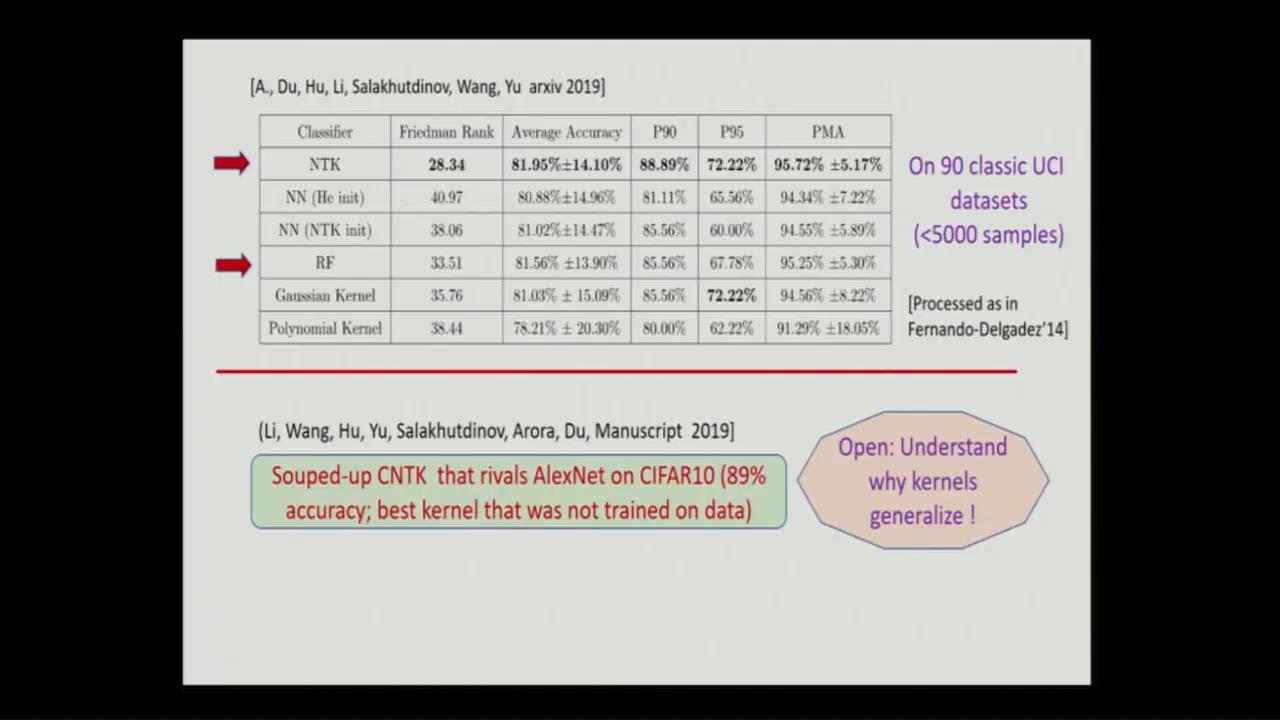 [A., Du, Hu, Li, Salakhutdinov, Wang, Yu arxiv 2019]
Classifier Friedman Rank Average Accuracy P90 P95 PMA
NTK 28.34 81.95%±14.10% 88.89% 72.22% 95.72% ±5.17%
NN (He init) 40.97 80.88%±14.96% 81.11% 65.56% 94.34% ±7.22%
NN (NTK init) 38.06 81.02%±14.47% 85.56% 60.00% 94.55% ±5.89%
RF 33.51 81.56% ±13.90% 85.56% 67.78% 95.25% ±5.30%
Gaussian Kernel 35.76 81.03% ± 15.09% 85.56% 72.22% 94.56% ±8.22%
Polynomial Kernel 38.44 78.21% ± 20.30% 80.00% 62.22% 91.29% ±18.05%
On 90 classic UCI
datasets
(<5000 samples)
[Processed as in
Fernando-Delgadez’14]
(Li, Wang, Hu, Yu, Salakhutdinov, Arora, Du, Manuscript 2019]
Souped-up CNTK that rivals AlexNet on CIFAR10 (89%
accuracy; best kernel that was not trained on data)
Open: Understand
why kernels
generalize !